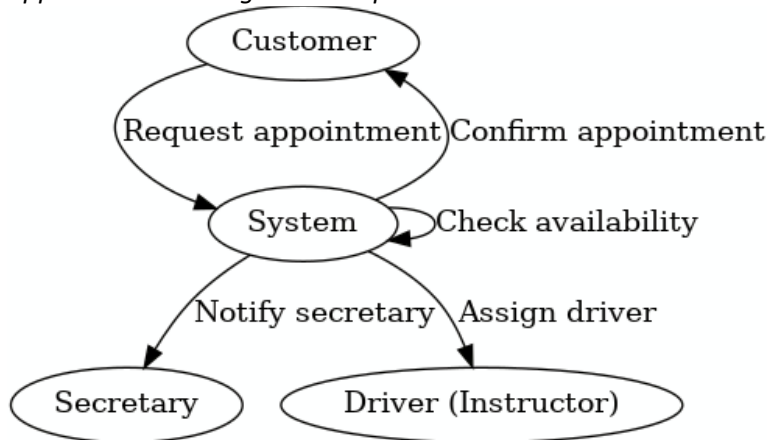 Customer
Request appointment
Confirm appointment
System
Check availability
Notify secretary
Assign driver
Secretary
Driver (Instructor)